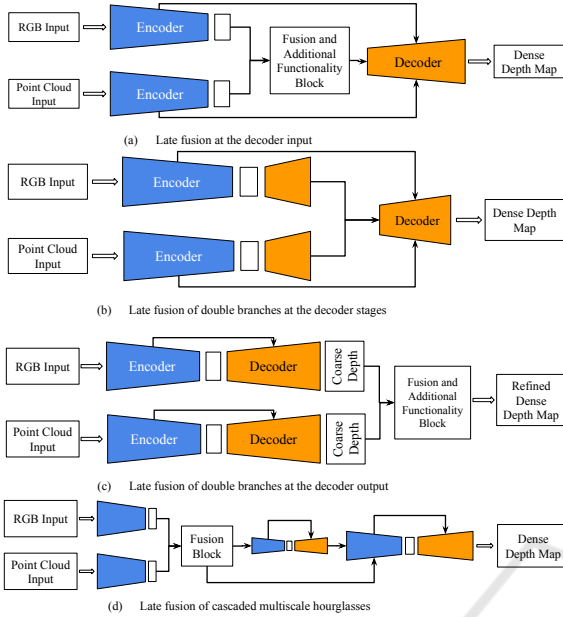 RGB Input
Encoder
Point Cloud
Input
Encoder
Fusion and
Additional
Functionality
Block
Decoder
Dense
Depth Map
(a) Late fusion at the decoder input
RGB Input
Encoder
Point Cloud
Input
Encoder
Decoder
Dense Depth
Map
(b) Late fusion of double branches at the decoder stages
RGB Input
Encoder
Decoder
Coarse
Depth
Point Cloud
Input
Encoder
Decoder
Coarse
Depth
Fusion and
Additional
Functionality
Block
Refined
Dense
Depth Map
(c) Late fusion of double branches at the decoder output
RGB Input
Point Cloud
Input
Fusion
Block
Dense
Depth Map
(d) Late fusion of cascaded multiscale hourglasses